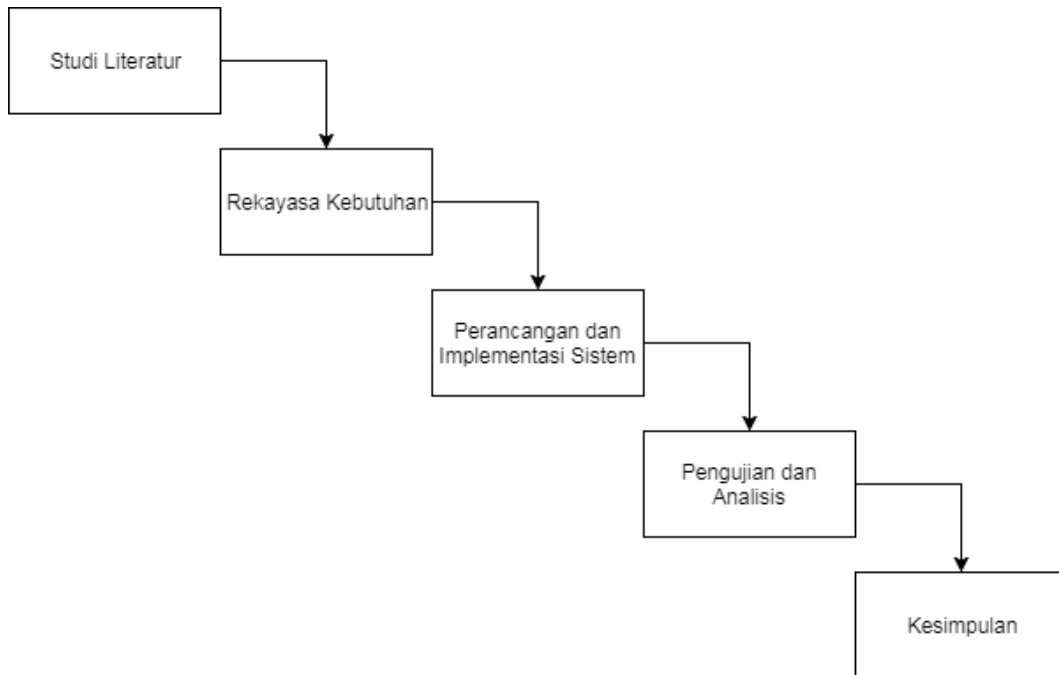 Studi Literatur
Rekayasa Kebutuhan
Perancangan dan
Implementasi Sistem
Pengujian dan
Analisis
Kesimpulan